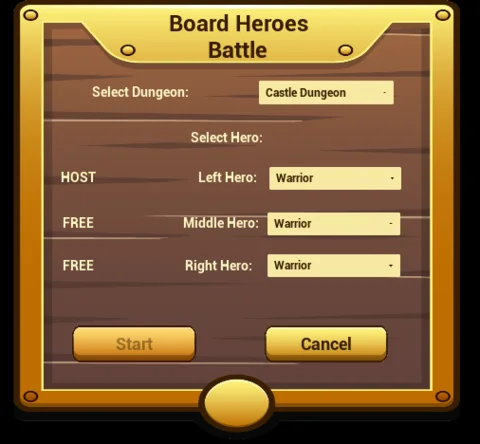 Board Heroes
Battle
Select Dungeon: Castle Dungeon
Select Hero:
HOST Left Hero: Warrior
FREE Middle Hero: Warrior
FREE Right Hero: Warrior
Start Cancel